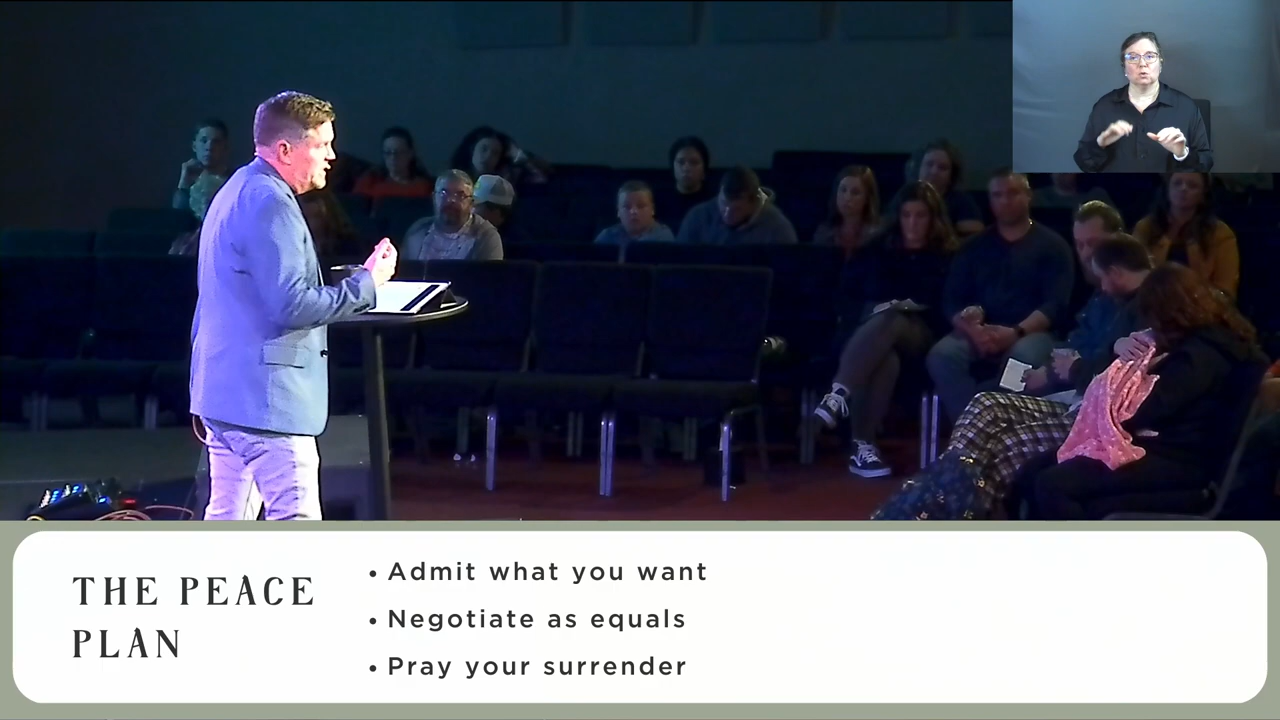 THE PEACE
PLAN
• Admit what you want
• Negotiate as equals
• Pray your surrender